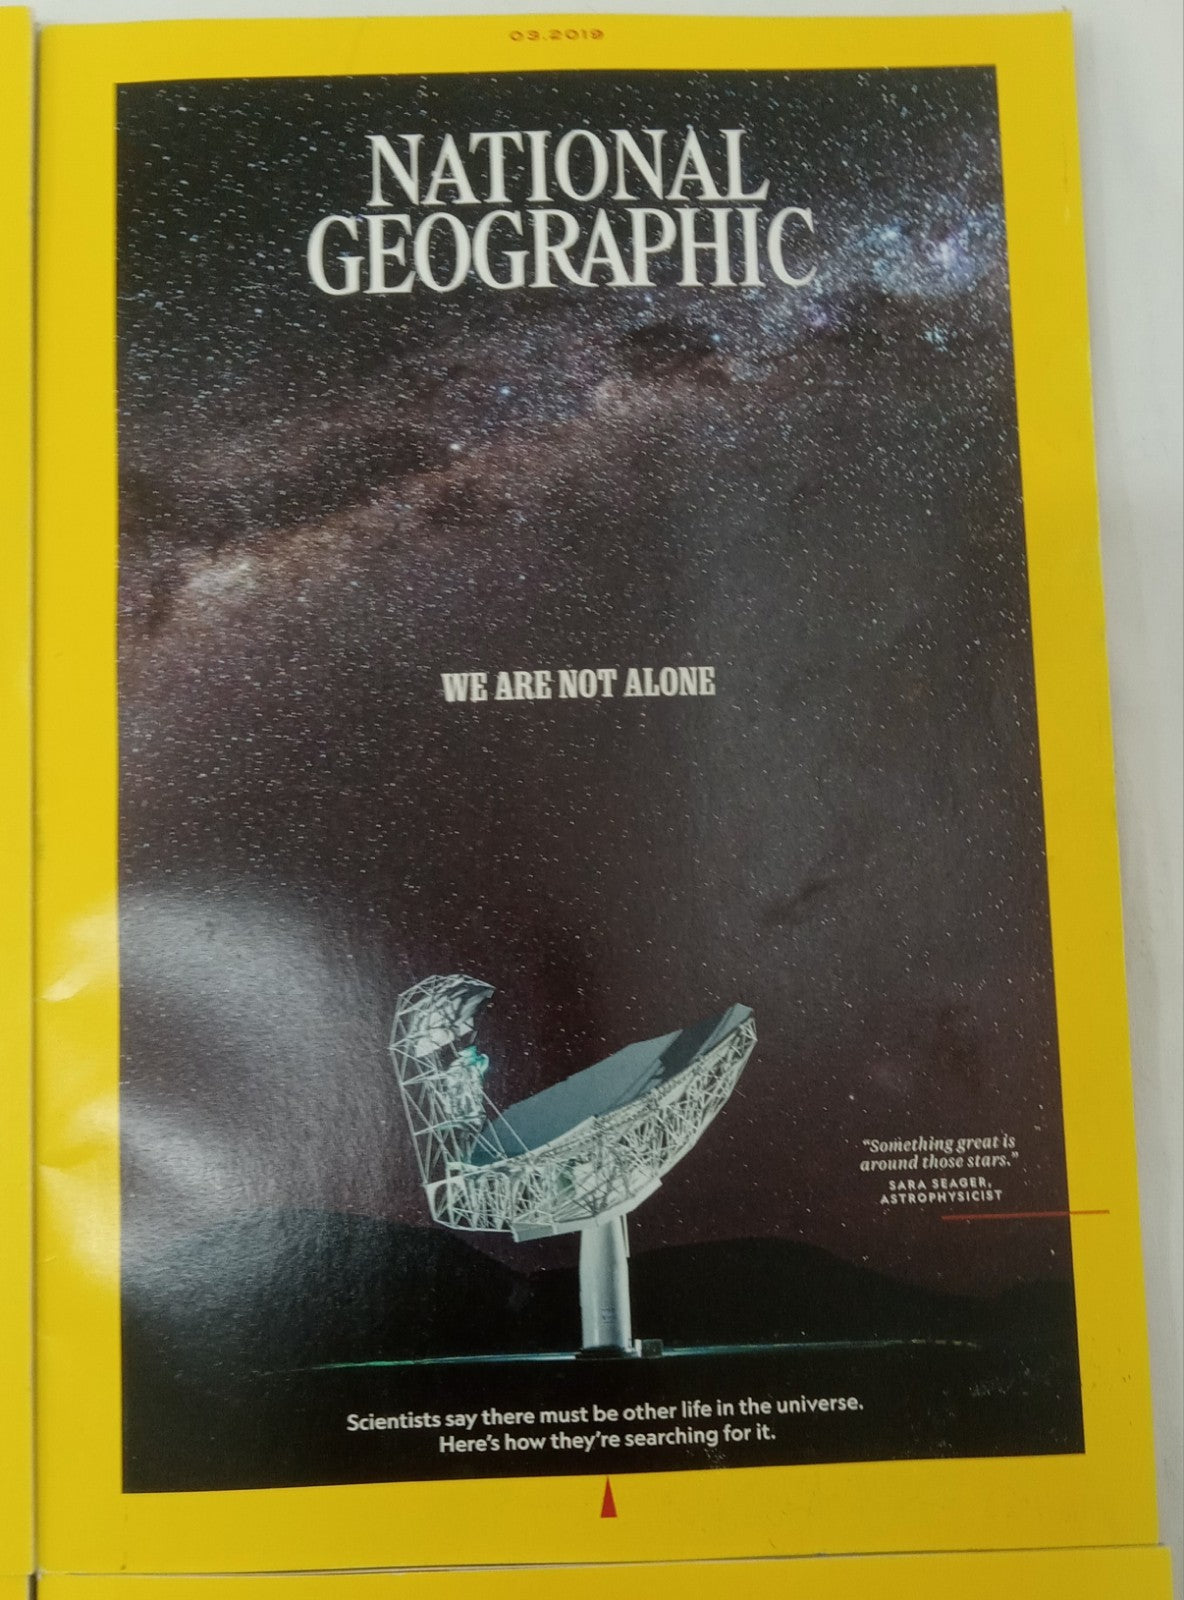 03.2019
NATIONAL
GEOGRAPHIC
WE ARE NOT ALONE
“Something great is
around those stars.”
SARA SEAGER,
ASTROPHYSICIST
Scientists say there must be other life in the universe.
Here’s how they’re searching for it.